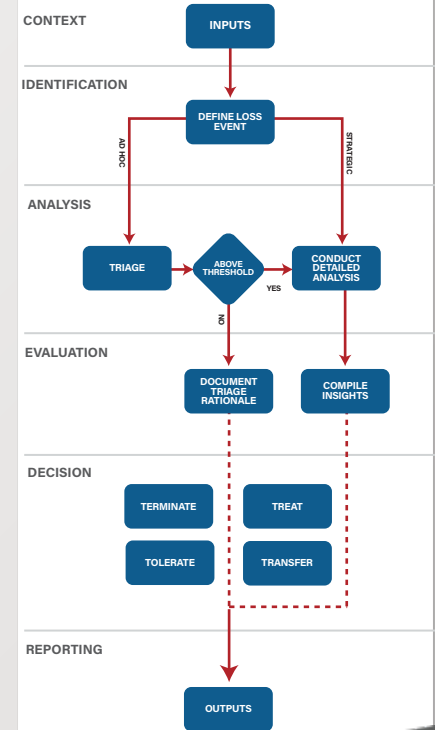 CONTEXT
INPUTS
IDENTIFICATION
DEFINE LOSS
EVENT
AD HOC
STRATEGIC
ANALYSIS
TRIAGE
ABOVE
THRESHOLD
CONDUCT
DETAILED
ANALYSIS
YES
NO
EVALUATION
DOCUMENT
TRIAGE
RATIONALE
COMPILE
INSIGHTS
DECISION
TERMINATE
TREAT
TOLERATE
TRANSFER
REPORTING
OUTPUTS